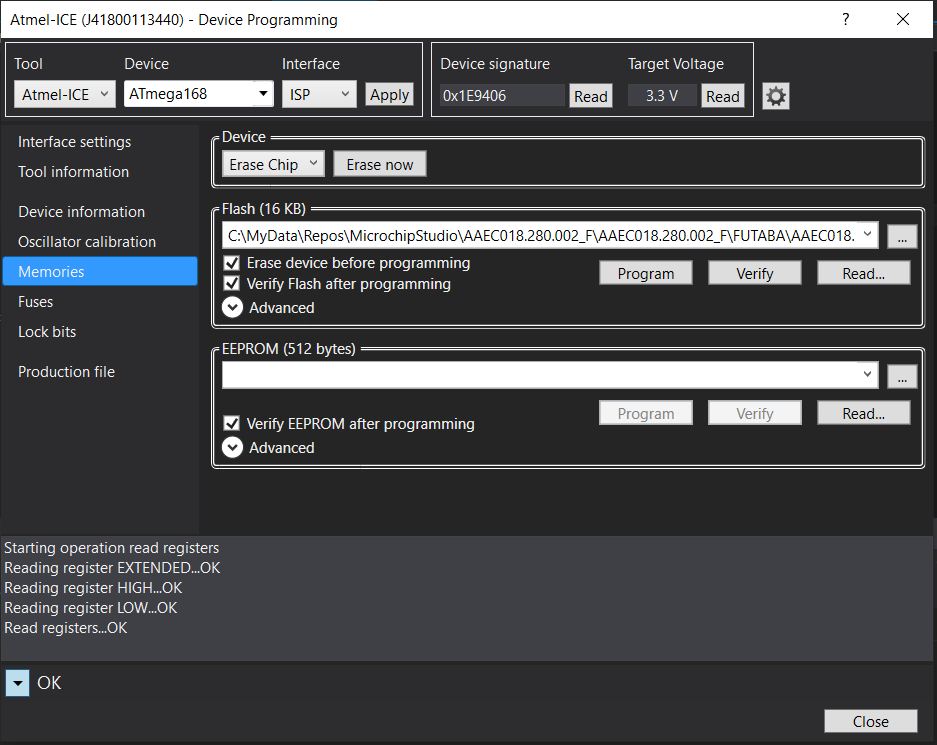 Atmel-ICE (J41800113440) - Device Programming
Tool Device Interface Device signature Target Voltage
Atmel-ICE ATmega168 ISP Apply 0x1E9406 Read 3.3 V Read
Interface settings
Tool information
Device information
Oscillator calibration
Memories
Fuses
Lock bits
Production file
Device
Erase Chip Erase now
Flash (16 KB)
C:\MyData\Repos\MicrochipStudio\AAEC018.280.002_F\AAEC018.280.002_F\FUTABA\AAEC018. ...
Erase device before programming
Verify Flash after programming
Program Verify Read...
Advanced
EEPROM (512 bytes)
...
Program Verify Read...
Verify EEPROM after programming
Advanced
Starting operation read registers
Reading register EXTENDED...OK
Reading register HIGH...OK
Reading register LOW...OK
Read registers...OK
OK
Close